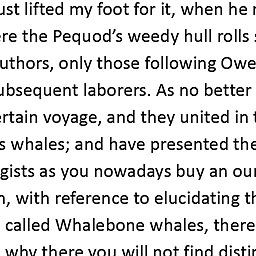 ust lifted my foot for it, when he
ere the Pequod's weedy hull rolls
uthors, only those following Owe
ubsequent laborers. As no better
ertain voyage, and they united in
s whales; and have presented the
gists as you nowadays buy an ou
, with reference to elucidating th
called Whalebone whales, there
why there you will not find distin